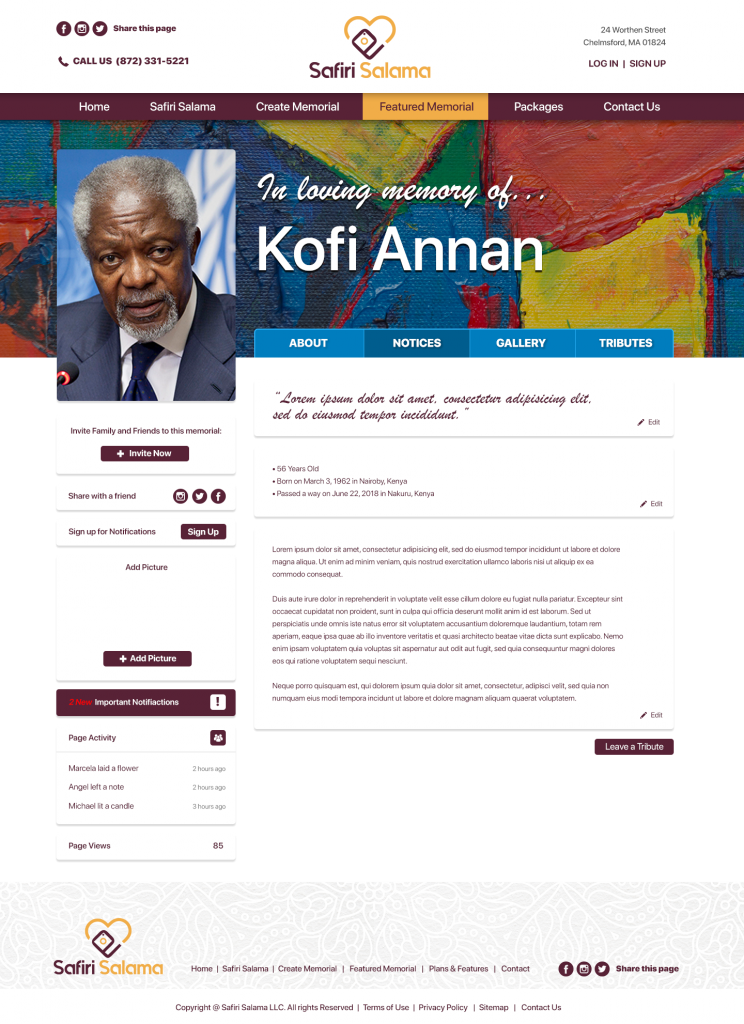 Share this page
CALL US (872) 331-5221
Safiri Salama
24 Worthen Street
Chelmsford, MA 01824
LOG IN | SIGN UP
Home Safiri Salama Create Memorial Featured Memorial Packages Contact Us
In loving memory of...
Kofi Annan
ABOUT NOTICES GALLERY TRIBUTES
Invite Family and Friends to this memorial:
Invite Now
Share with a friend
Sign up for Notifications Sign Up
Add Picture
Add Picture
2 New Important Notifiactions
Page Activity
Marcela laid a flower 2 hours ago
Angel left a note 2 hours ago
Michael lit a candle 3 hours ago
Page Views 85
"Lorem ipsum dolor sit amet, consectetur adipisicing elit,
sed do eiusmod tempor incididunt."
Edit
• 56 Years Old
• Born on March 3, 1962 in Nairoby, Kenya
• Passed a way on June 22, 2018 in Nakuru, Kenya
Edit
Lorem ipsum dolor sit amet, consectetur adipisicing elit, sed do eiusmod tempor incididunt ut labore et dolore
magna aliqua. Ut enim ad minim veniam, quis nostrud exercitation ullamco laboris nisi ut aliquip ex ea
commodo consequat.
Duis aute irure dolor in reprehenderit in voluptate velit esse cillum dolore eu fugiat nulla pariatur. Excepteur sint
occaecat cupidatat non proident, sunt in culpa qui officia deserunt mollit anim id est laborum. Sed ut
perspiciatis unde omnis iste natus error sit voluptatem accusantium doloremque laudantium, totam rem
aperiam, eaque ipsa quae ab illo inventore veritatis et quasi architecto beatae vitae dicta sunt explicabo. Nemo
enim ipsam voluptatem quia voluptas sit aspernatur aut odit aut fugit, sed quia consequuntur magni dolores
eos qui ratione voluptatem sequi nesciunt.
Neque porro quisquam est, qui dolorem ipsum quia dolor sit amet, consectetur, adipisci velit, sed quia non
numquam eius modi tempora incidunt ut labore et dolore magnam aliquam quaerat voluptatem.
Edit
Leave a Tribute
Safiri Salama
Home | Safiri Salama | Create Memorial | Featured Memorial | Plans & Features | Contact
Share this page
Copyright @ Safiri Salama LLC. All rights Reserved | Terms of Use | Privacy Policy | Sitemap | Contact Us